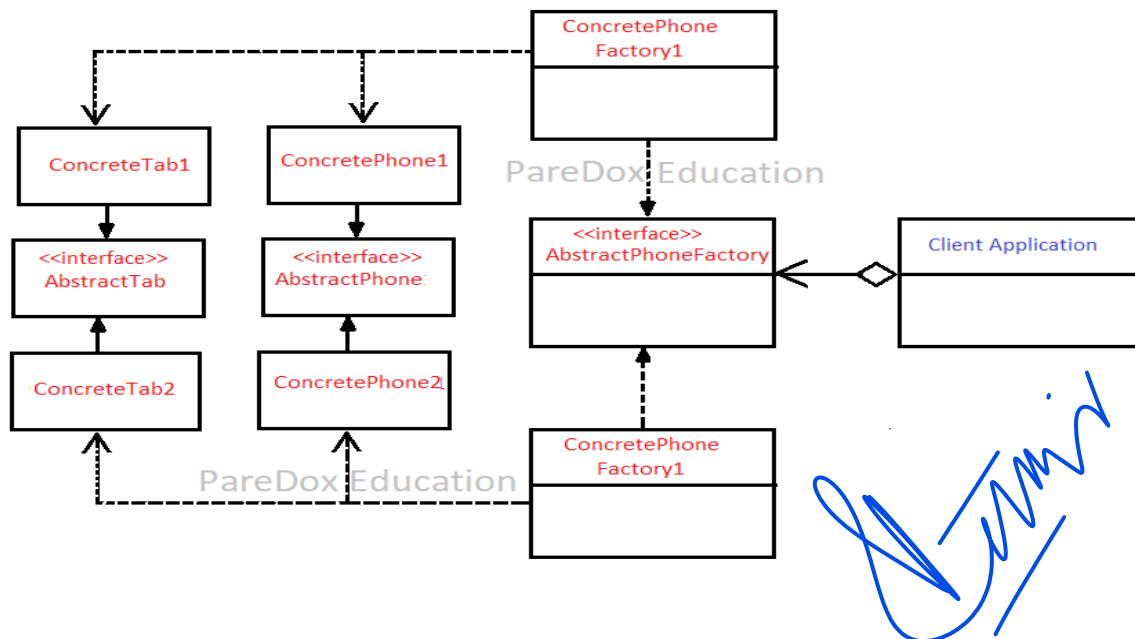 ConcretePhone
Factory1
ConcreteTab1
ConcretePhone1
PareDox Education
<<interface>>
AbstractTab
<<interface>>
AbstractPhone
<<interface>>
AbstractPhoneFactory
Client Application
ConcreteTab2
ConcretePhone2
ConcretePhone
Factory1
PareDox Education